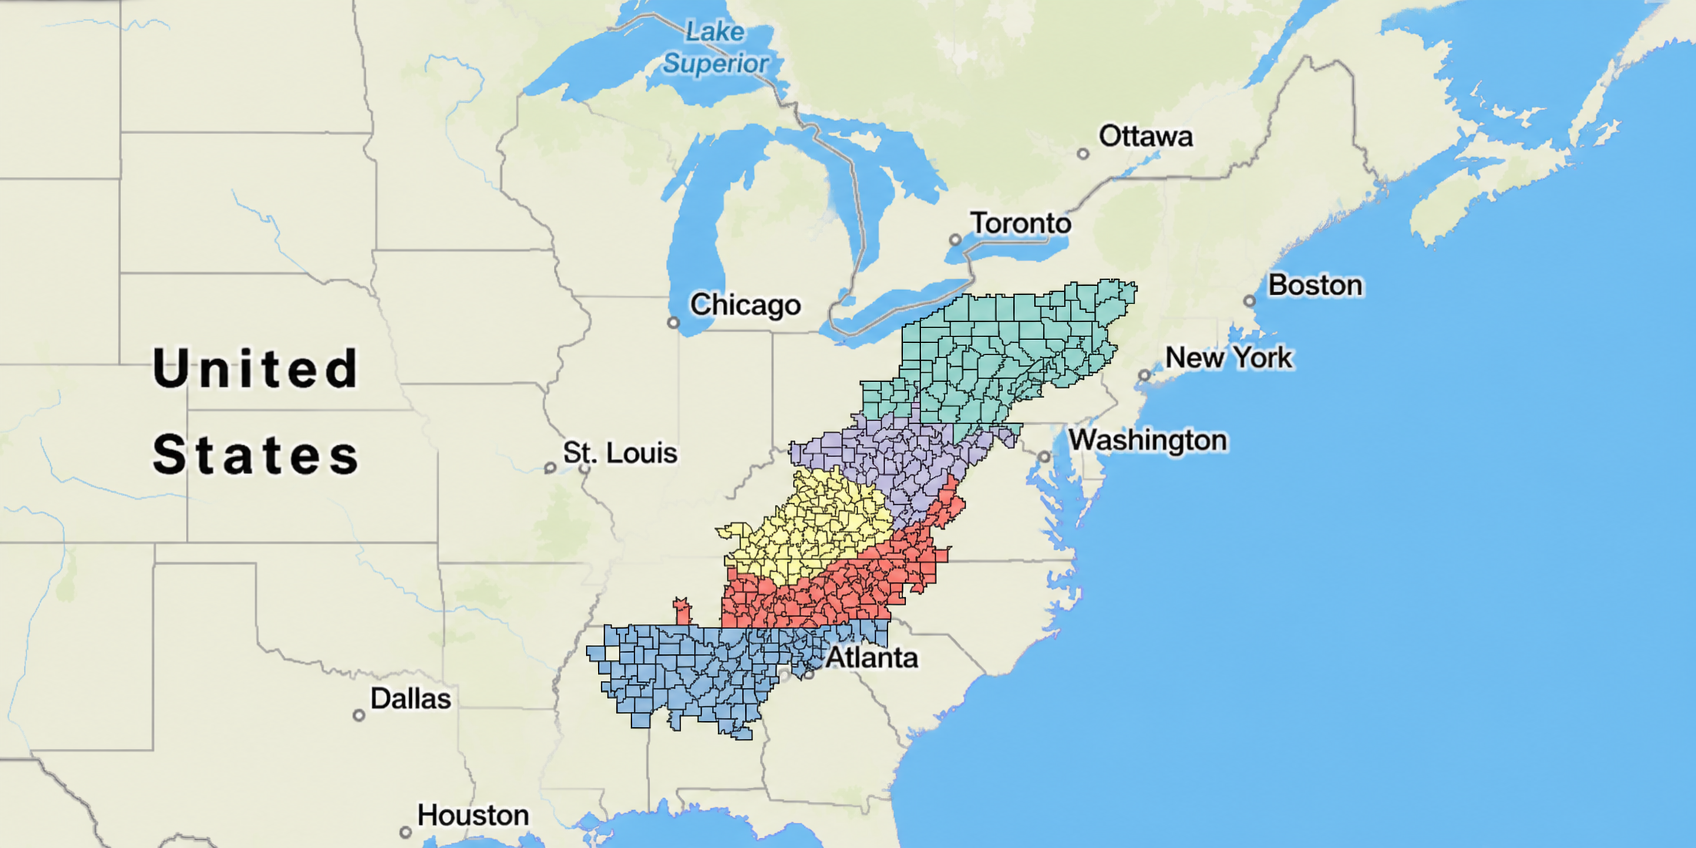 Lake
Superior
Ottawa
Toronto
Boston
Chicago
New York
United
States
Washington
St. Louis
Atlanta
Dallas
Houston